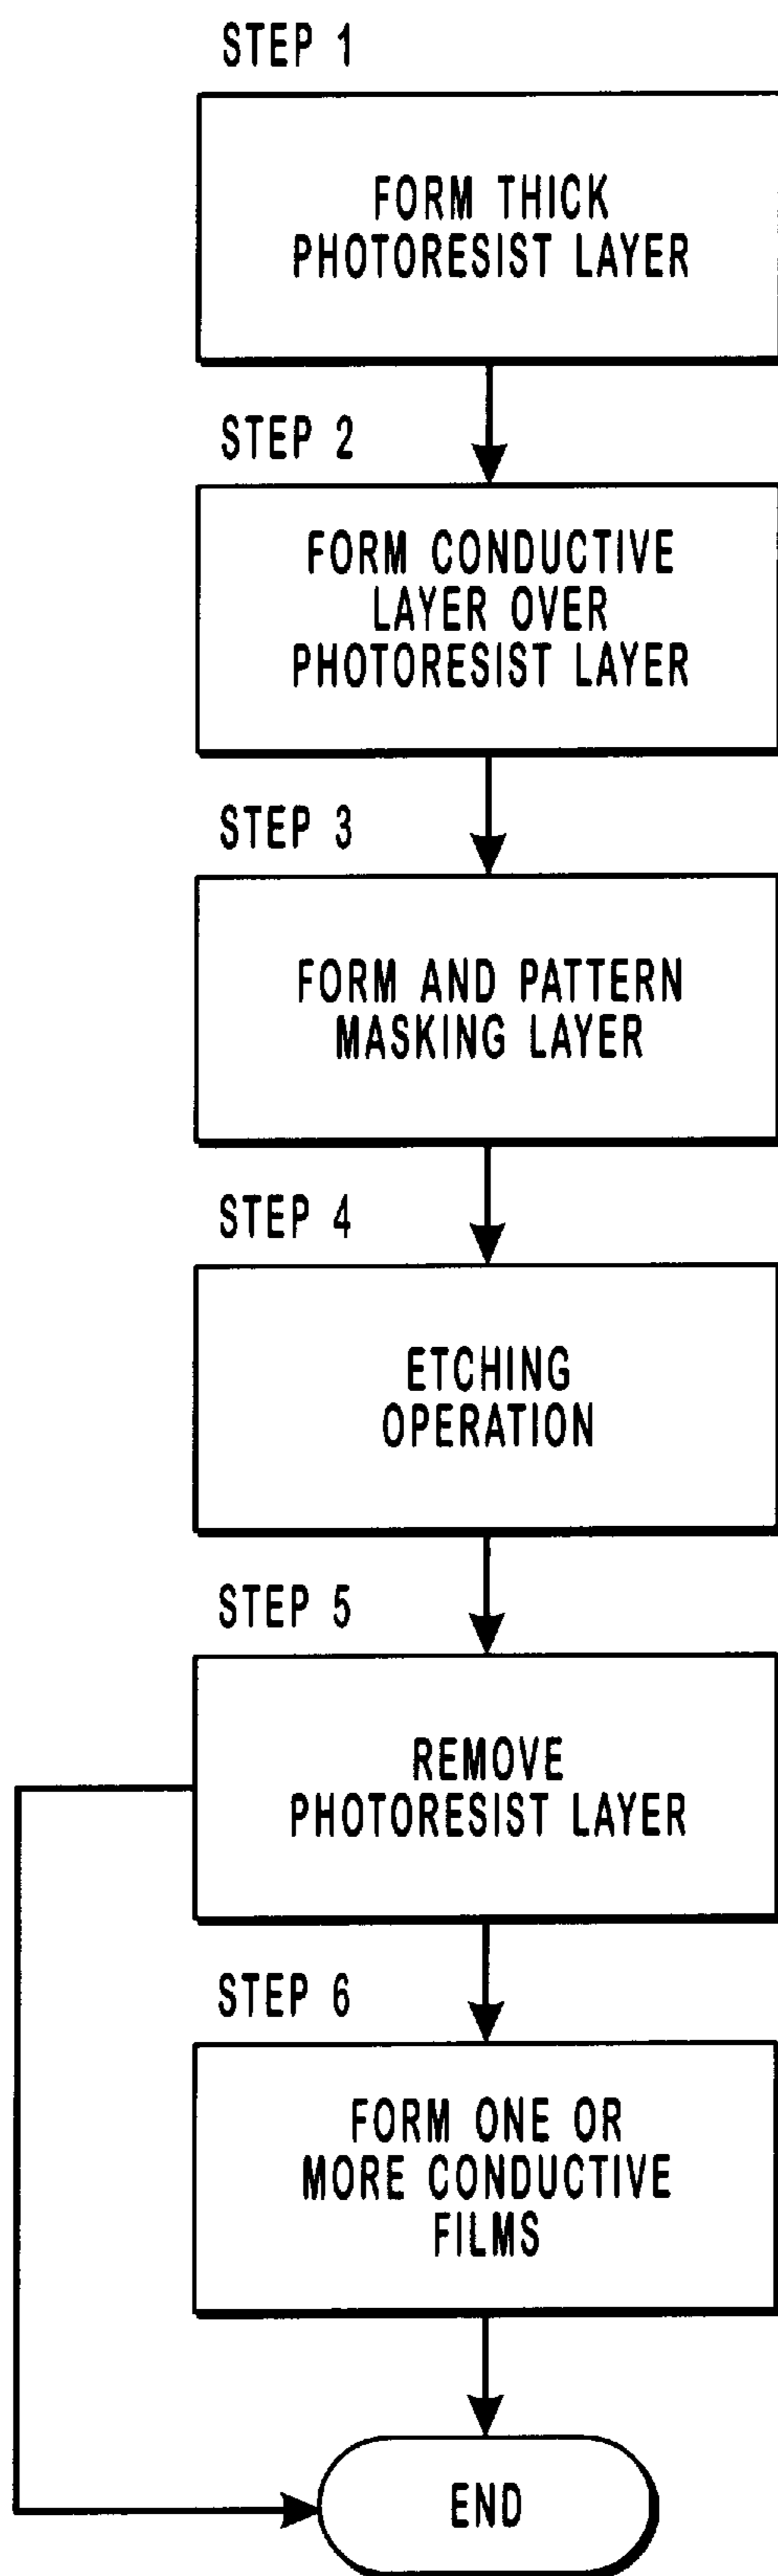 STEP 1
FORM THICK
PHOTORESIST LAYER
STEP 2
FORM CONDUCTIVE
LAYER OVER
PHOTORESIST LAYER
STEP 3
FORM AND PATTERN
MASKING LAYER
STEP 4
ETCHING
OPERATION
STEP 5
REMOVE
PHOTORESIST LAYER
STEP 6
FORM ONE OR
MORE CONDUCTIVE
FILMS
END